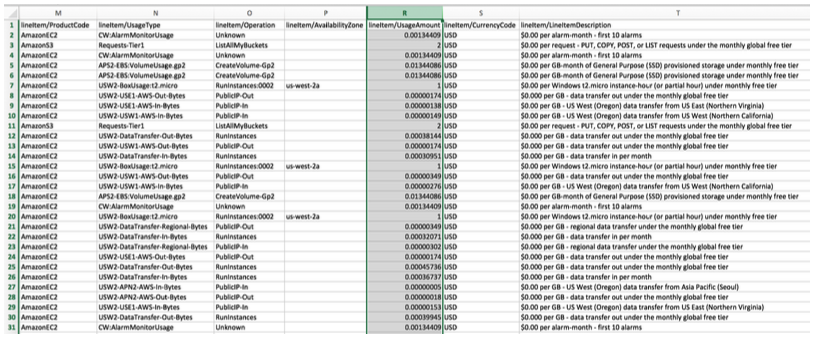 M N O P R S T
1 lineItem/ProductCode lineItem/UsageType lineItem/Operation lineItem/AvailabilityZone lineItem/UsageAmount lineItem/CurrencyCode lineItem/LineItemDescription
2 AmazonEC2 CW:AlarmMonitorUsage Unknown 0.00134409 USD $0.00 per alarm-month - first 10 alarms
3 AmazonS3 Requests-Tier1 ListAllMyBuckets 2 USD $0.00 per request - PUT, COPY, POST, or LIST requests under the monthly global free tier
4 AmazonEC2 CW:AlarmMonitorUsage Unknown 0.00134409 USD $0.00 per alarm-month - first 10 alarms
5 AmazonEC2 APS2-EBS:VolumeUsage.gp2 CreateVolume-Gp2 0.01344086 USD $0.00 per GB-month of General Purpose (SSD) provisioned storage under monthly free tier
6 AmazonEC2 APS2-EBS:VolumeUsage.gp2 CreateVolume-Gp2 0.01344086 USD $0.00 per GB-month of General Purpose (SSD) provisioned storage under monthly free tier
7 AmazonEC2 USW2-BoxUsage:t2.micro RunInstances:0002 us-west-2a 1 USD $0.00 per Windows t2.micro instance-hour (or partial hour) under monthly free tier
8 AmazonEC2 USW2-USE1-AWS-Out-Bytes PublicIP-Out 0.00000174 USD $0.000 per GB - data transfer out under the monthly global free tier
9 AmazonEC2 USW2-USE1-AWS-In-Bytes PublicIP-In 0.00000138 USD $0.00 per GB - US West (Oregon) data transfer from US East (Northern Virginia)
10 AmazonEC2 USW2-USW1-AWS-In-Bytes PublicIP-In 0.00000149 USD $0.00 per GB - US West (Oregon) data transfer from US West (Northern California)
11 AmazonS3 Requests-Tier1 ListAllMyBuckets 2 USD $0.00 per request - PUT, COPY, POST, or LIST requests under the monthly global free tier
12 AmazonEC2 USW2-DataTransfer-Out-Bytes RunInstances 0.00038144 USD $0.000 per GB - data transfer out under the monthly global free tier
13 AmazonEC2 USW2-USW1-AWS-Out-Bytes PublicIP-Out 0.00000174 USD $0.000 per GB - data transfer out under the monthly global free tier
14 AmazonEC2 USW2-DataTransfer-In-Bytes RunInstances 0.00030951 USD $0.000 per GB - data transfer in per month
15 AmazonEC2 USW2-BoxUsage:t2.micro RunInstances:0002 us-west-2a 1 USD $0.00 per Windows t2.micro instance-hour (or partial hour) under monthly free tier
16 AmazonEC2 USW2-USW1-AWS-Out-Bytes PublicIP-Out 0.00000349 USD $0.000 per GB - data transfer out under the monthly global free tier
17 AmazonEC2 USW2-USW1-AWS-In-Bytes PublicIP-In 0.00000276 USD $0.00 per GB - US West (Oregon) data transfer from US West (Northern California)
18 AmazonEC2 APS2-EBS:VolumeUsage.gp2 CreateVolume-Gp2 0.01344086 USD $0.00 per GB-month of General Purpose (SSD) provisioned storage under monthly free tier
19 AmazonEC2 CW:AlarmMonitorUsage Unknown 0.00134409 USD $0.00 per alarm-month - first 10 alarms
20 AmazonEC2 USW2-BoxUsage:t2.micro RunInstances:0002 us-west-2a 1 USD $0.00 per Windows t2.micro instance-hour (or partial hour) under monthly free tier
21 AmazonEC2 USW2-DataTransfer-Regional-Bytes PublicIP-Out 0.00000349 USD $0.000 per GB - regional data transfer under the monthly global free tier
22 AmazonEC2 USW2-DataTransfer-In-Bytes RunInstances 0.00032071 USD $0.000 per GB - data transfer in per month
23 AmazonEC2 USW2-DataTransfer-Regional-Bytes PublicIP-In 0.00000302 USD $0.000 per GB - regional data transfer under the monthly global free tier
24 AmazonEC2 USW2-USE1-AWS-Out-Bytes PublicIP-Out 0.00000174 USD $0.000 per GB - data transfer out under the monthly global free tier
25 AmazonEC2 USW2-DataTransfer-Out-Bytes RunInstances 0.00045736 USD $0.000 per GB - data transfer out under the monthly global free tier
26 AmazonEC2 USW2-DataTransfer-In-Bytes RunInstances 0.00036737 USD $0.000 per GB - data transfer in per month
27 AmazonEC2 USW2-APN2-AWS-In-Bytes PublicIP-In 0.00000005 USD $0.00 per GB - US West (Oregon) data transfer from Asia Pacific (Seoul)
28 AmazonEC2 USW2-APN2-AWS-Out-Bytes PublicIP-Out 0.00000018 USD $0.000 per GB - data transfer out under the monthly global free tier
29 AmazonEC2 USW2-USE1-AWS-In-Bytes PublicIP-In 0.00000153 USD $0.00 per GB - US West (Oregon) data transfer from US East (Northern Virginia)
30 AmazonEC2 USW2-DataTransfer-Out-Bytes RunInstances 0.00039945 USD $0.000 per GB - data transfer out under the monthly global free tier
31 AmazonEC2 CW:AlarmMonitorUsage Unknown 0.00134409 USD $0.00 per alarm-month - first 10 alarms